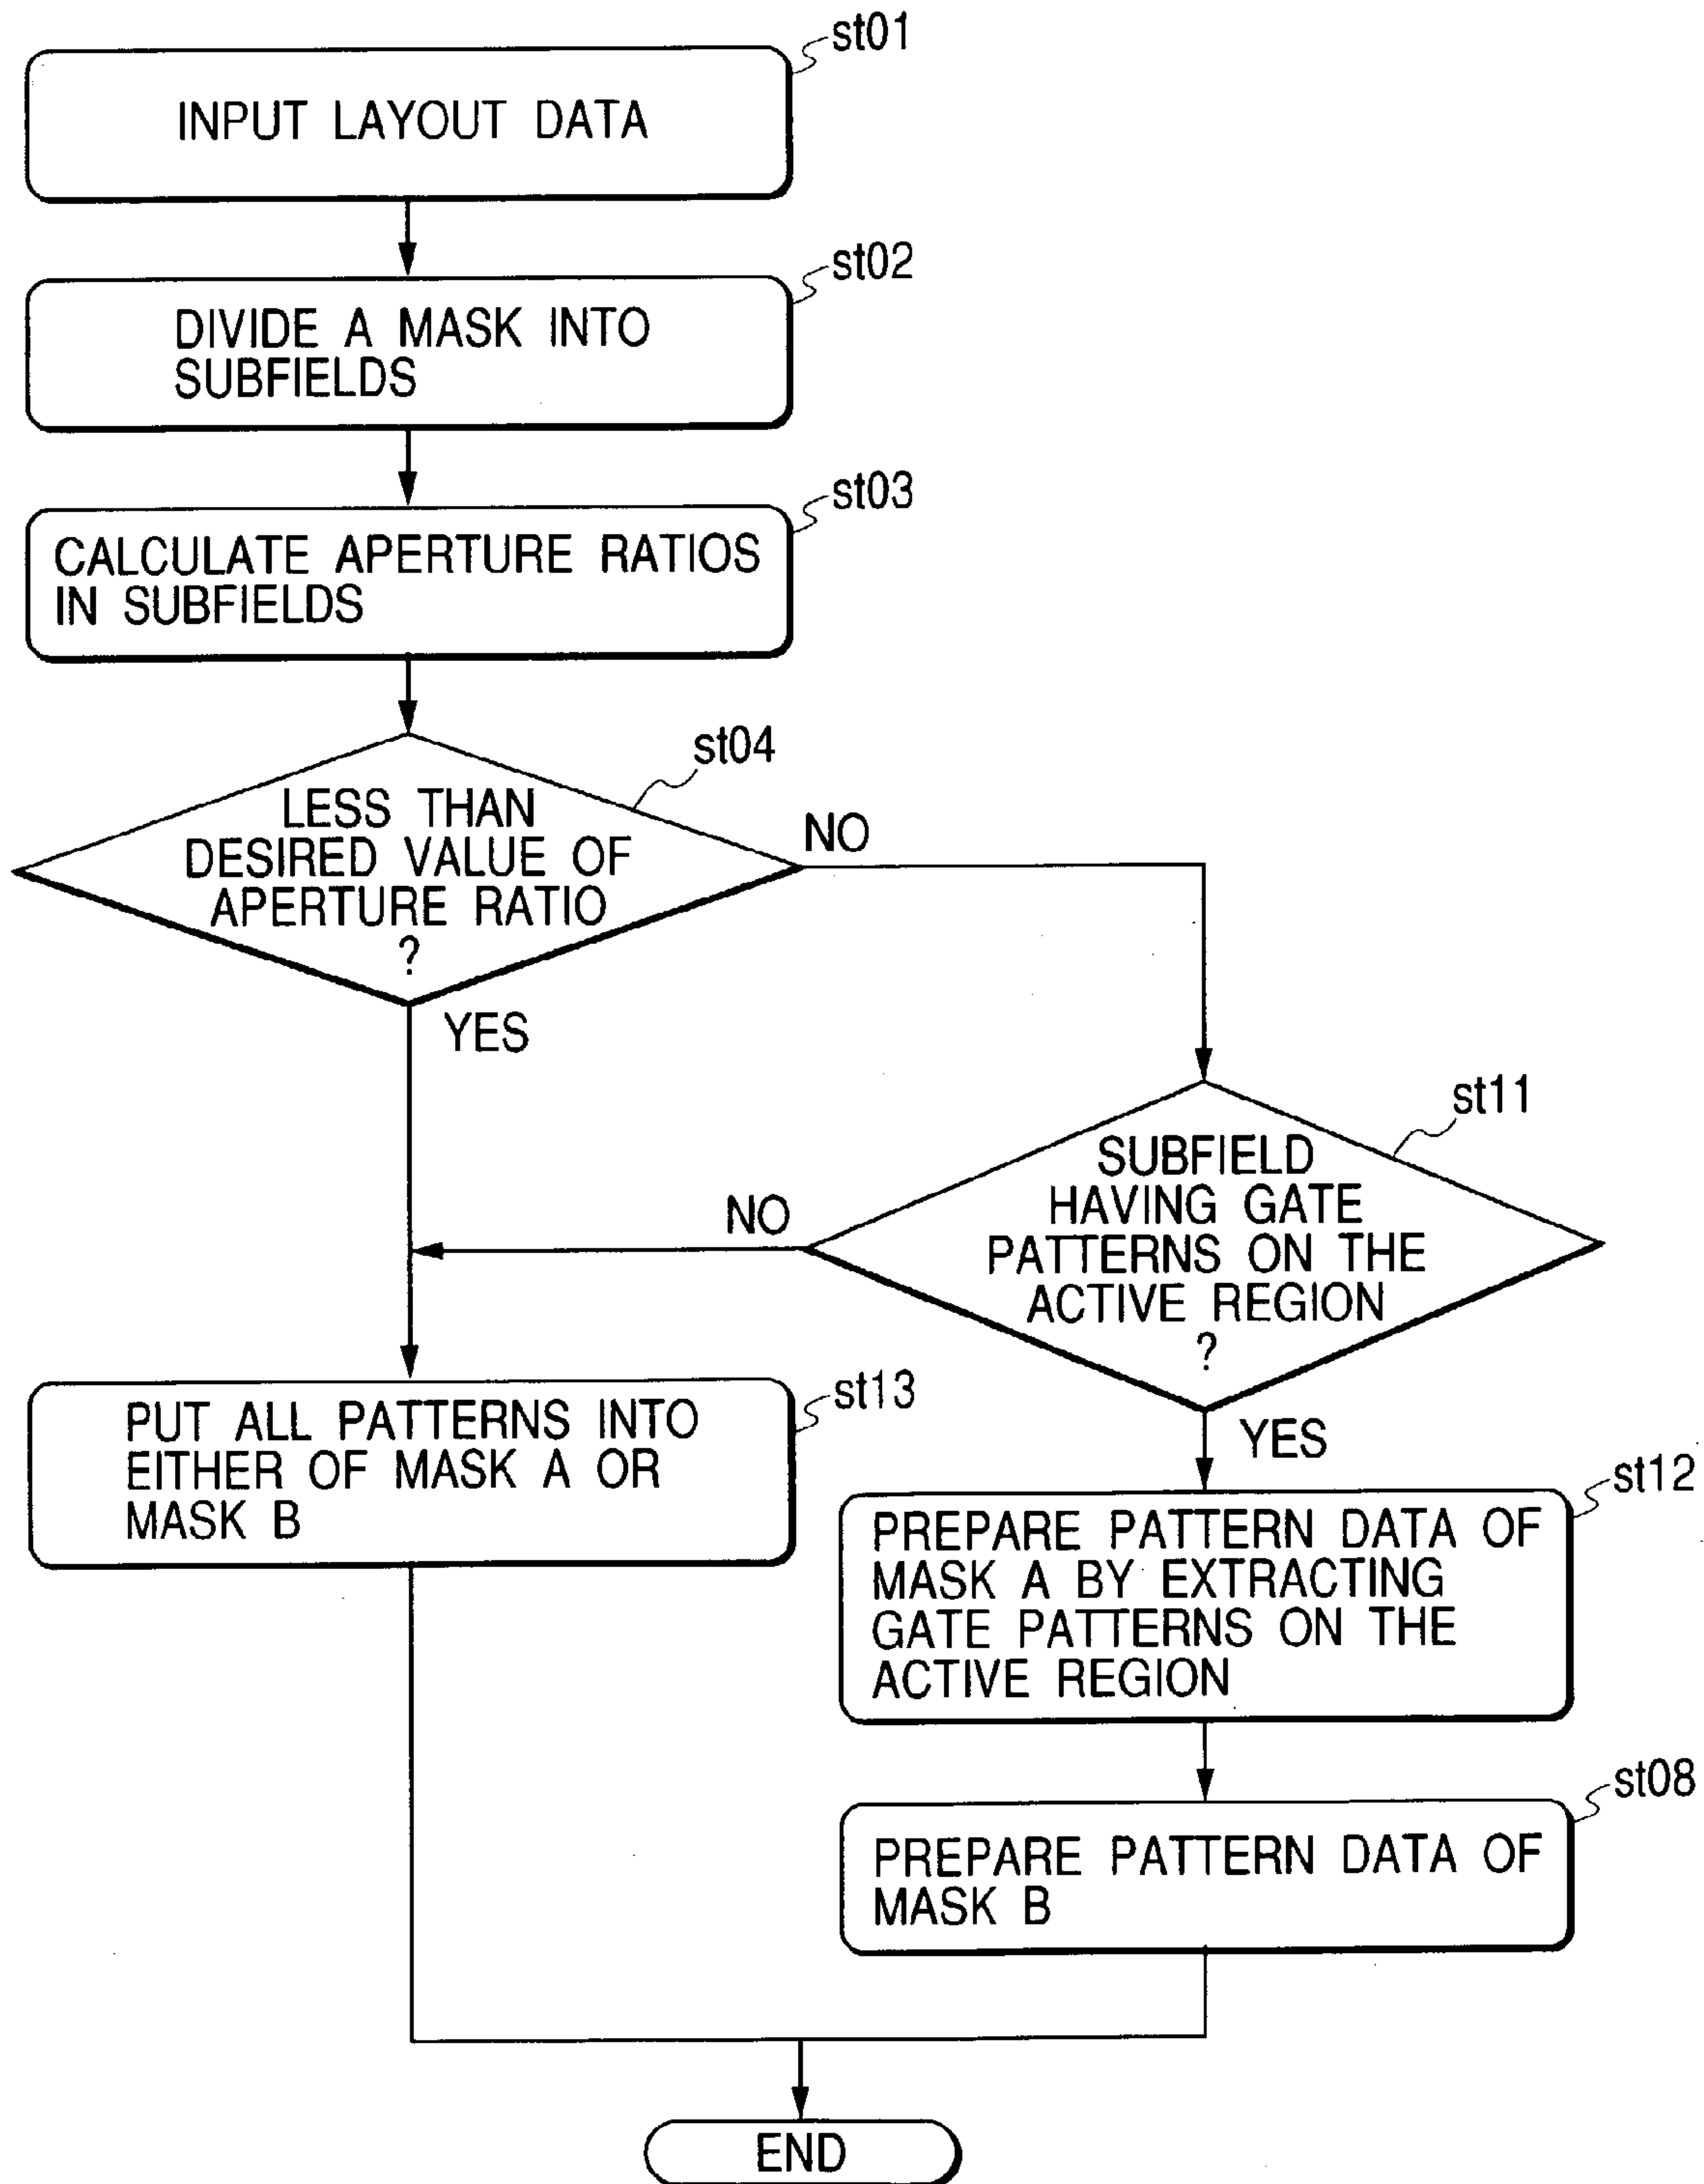 st01
INPUT LAYOUT DATA
st02
DIVIDE A MASK INTO
SUBFIELDS
st03
CALCULATE APERTURE RATIOS
IN SUBFIELDS
st04
LESS THAN
DESIRED VALUE OF
APERTURE RATIO
?
NO
YES
st11
SUBFIELD
HAVING GATE
PATTERNS ON THE
ACTIVE REGION
?
NO
YES
st13
PUT ALL PATTERNS INTO
EITHER OF MASK A OR
MASK B
st12
PREPARE PATTERN DATA OF
MASK A BY EXTRACTING
GATE PATTERNS ON THE
ACTIVE REGION
st08
PREPARE PATTERN DATA OF
MASK B
END